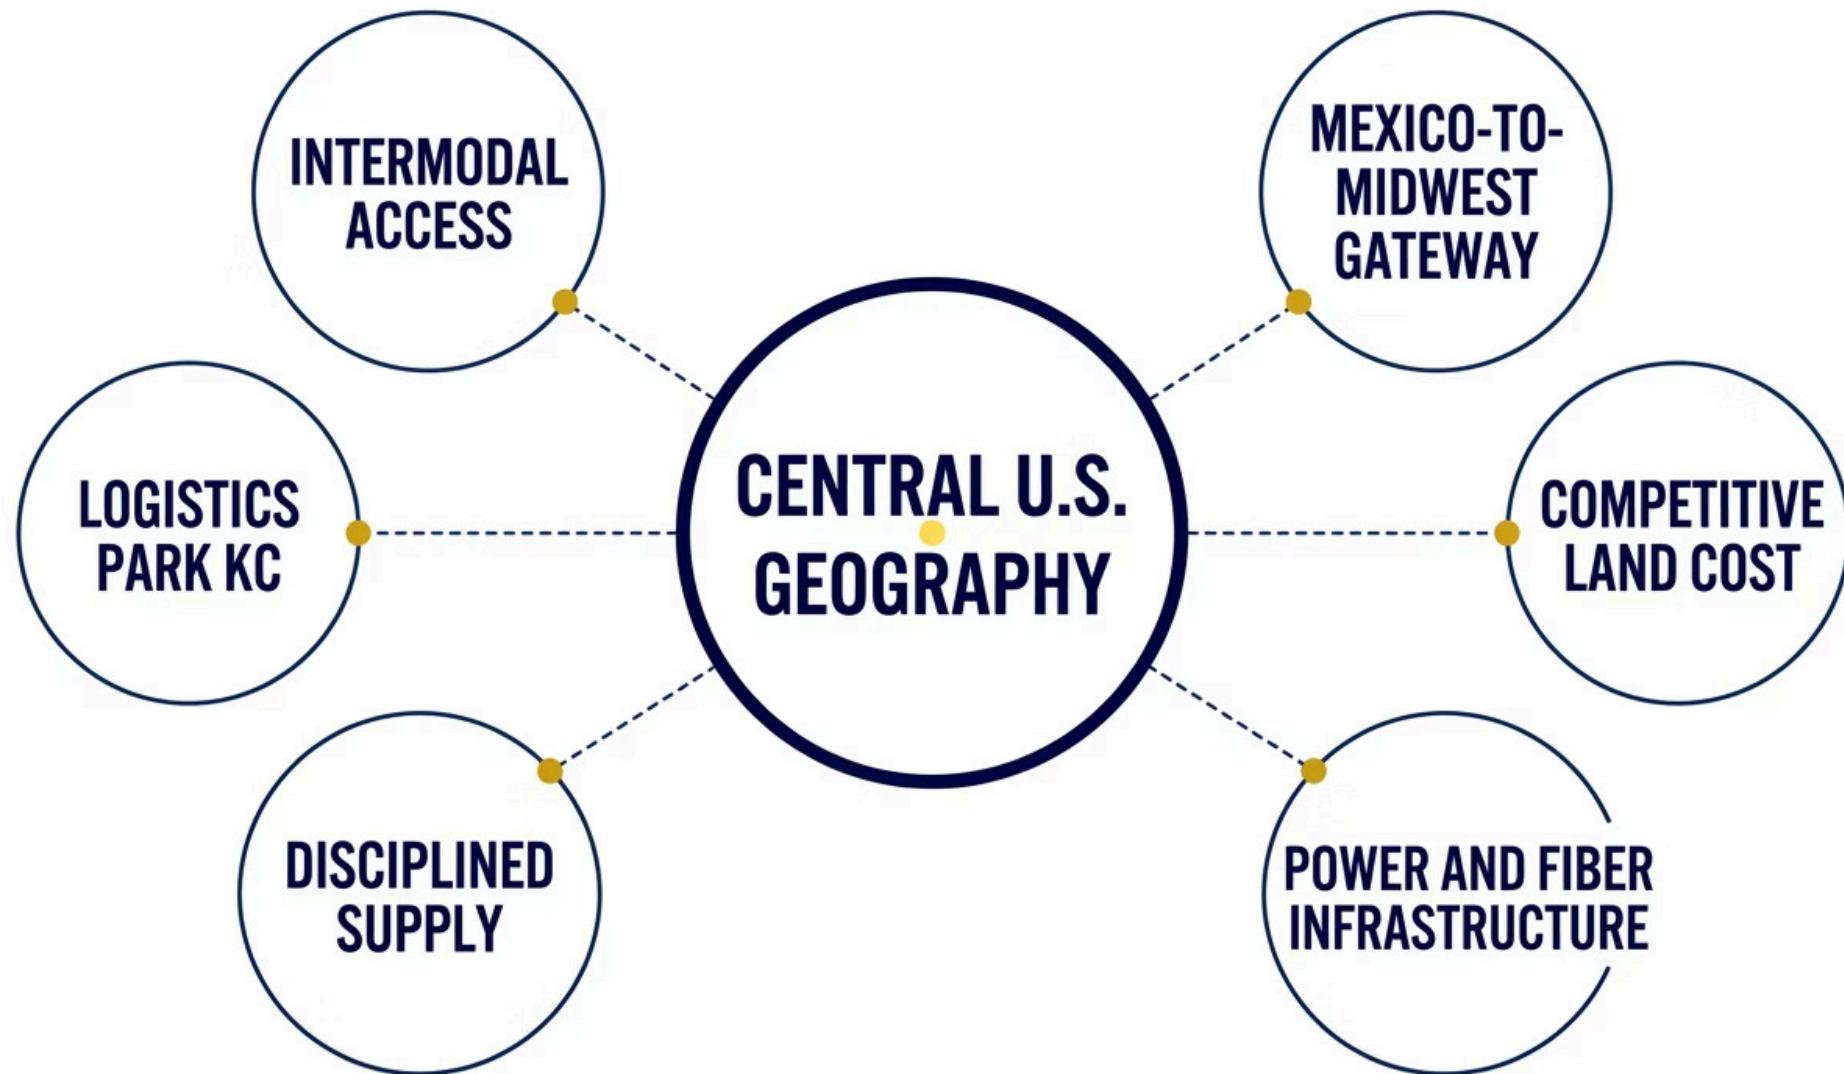 INTERMODAL
ACCESS
MEXICO-TO-
MIDWEST
GATEWAY
LOGISTICS
PARK KC
CENTRAL U.S.
GEOGRAPHY
COMPETITIVE
LAND COST
DISCIPLINED
SUPPLY
POWER AND FIBER
INFRASTRUCTURE